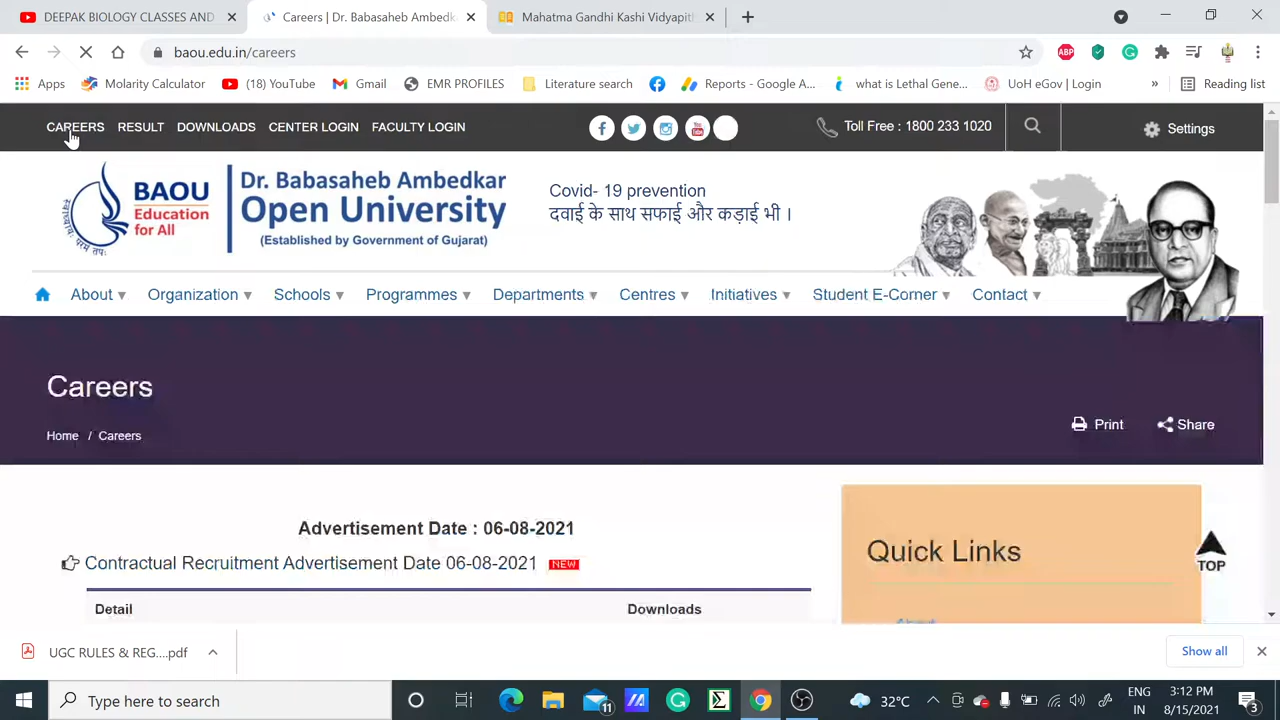 DEEPAK BIOLOGY CLASSES AND
Careers | Dr. Babasaheb Ambedk
Mahatma Gandhi Kashi Vidyapith
baou.edu.in/careers
ABP
Apps
Molarity Calculator
(18) YouTube
Gmail
EMR PROFILES
Literature search
Reports - Google A...
what is Lethal Gene...
UoH eGov | Login
»
Reading list
CAREERS
RESULT
DOWNLOADS
CENTER LOGIN
FACULTY LOGIN
Toll Free : 1800 233 1020
Settings
BAOU
Education
for All
Dr. Babasaheb Ambedkar
Open University
(Established by Government of Gujarat)
Covid- 19 prevention
दवाई के साथ सफाई और कड़ाई भी ।
About
Organization
Schools
Programmes
Departments
Centres
Initiatives
Student E-Corner
Contact
Careers
Home / Careers
Print
Share
Advertisement Date : 06-08-2021
Contractual Recruitment Advertisement Date 06-08-2021 NEW
Detail
Downloads
Quick Links
TOP
UGC RULES & REG....pdf
Show all
Type here to search
11
32°C
ENG
IN
3:12 PM
8/15/2021
3